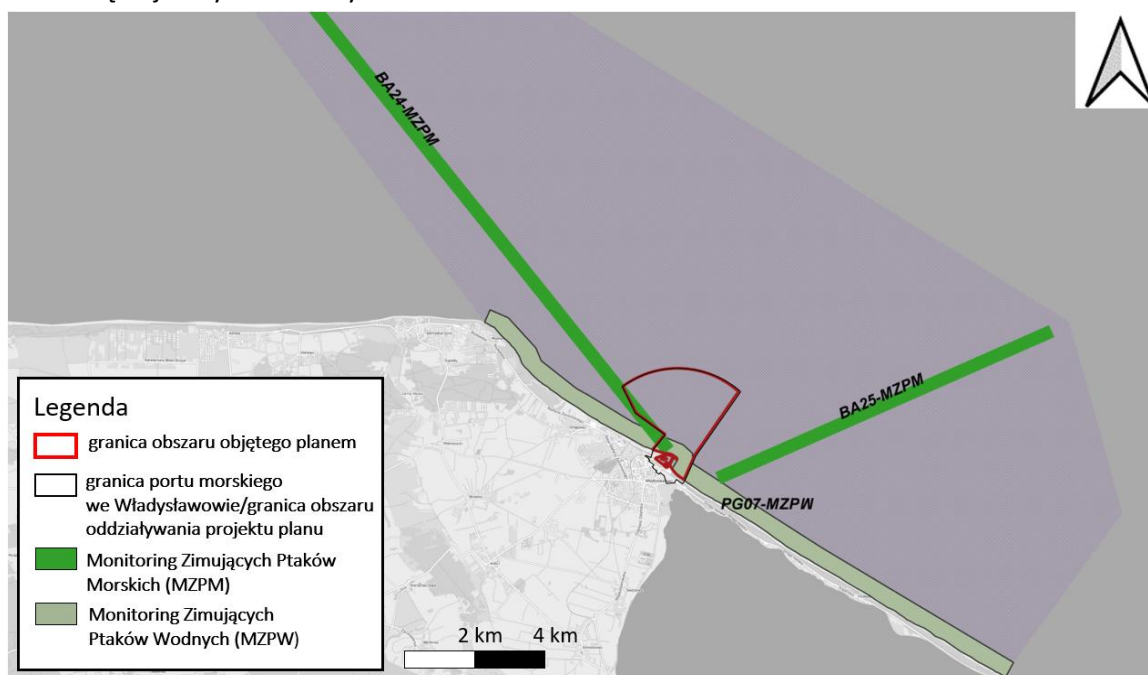 BA24-MZPM
BA25-MZPM
PG07-MZPW
Legenda
granica obszaru objętego planem
granica portu morskiego
we Władysławowie/granica obszaru
oddziaływania projektu planu
Monitoring Zimujących Ptaków
Morskich (MZPM)
Monitoring Zimujących
Ptaków Wodnych (MZPW)
2 km 4 km